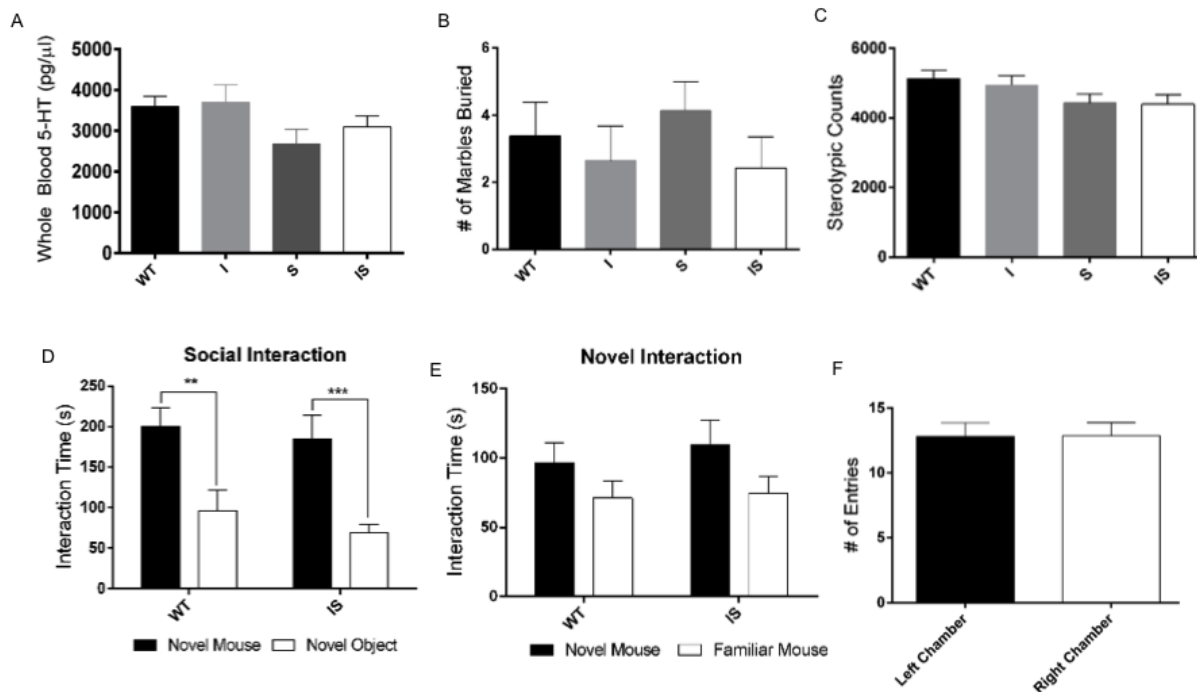 A
Whole Blood 5-HT (pg/µl)
5000
4000
3000
2000
1000
0
WT
I
S
IS
B
# of Marbles Buried
6
4
2
0
WT
I
S
IS
C
Sterotypic Counts
6000
4000
2000
0
WT
I
S
IS
D
Social Interaction
Interaction Time (s)
250
200
150
100
50
0
**
***
WT
IS
Novel Mouse
Novel Object
E
Novel Interaction
Interaction Time (s)
150
100
50
0
WT
IS
Novel Mouse
Familiar Mouse
F
# of Entries
15
10
5
0
Left Chamber
Right Chamber